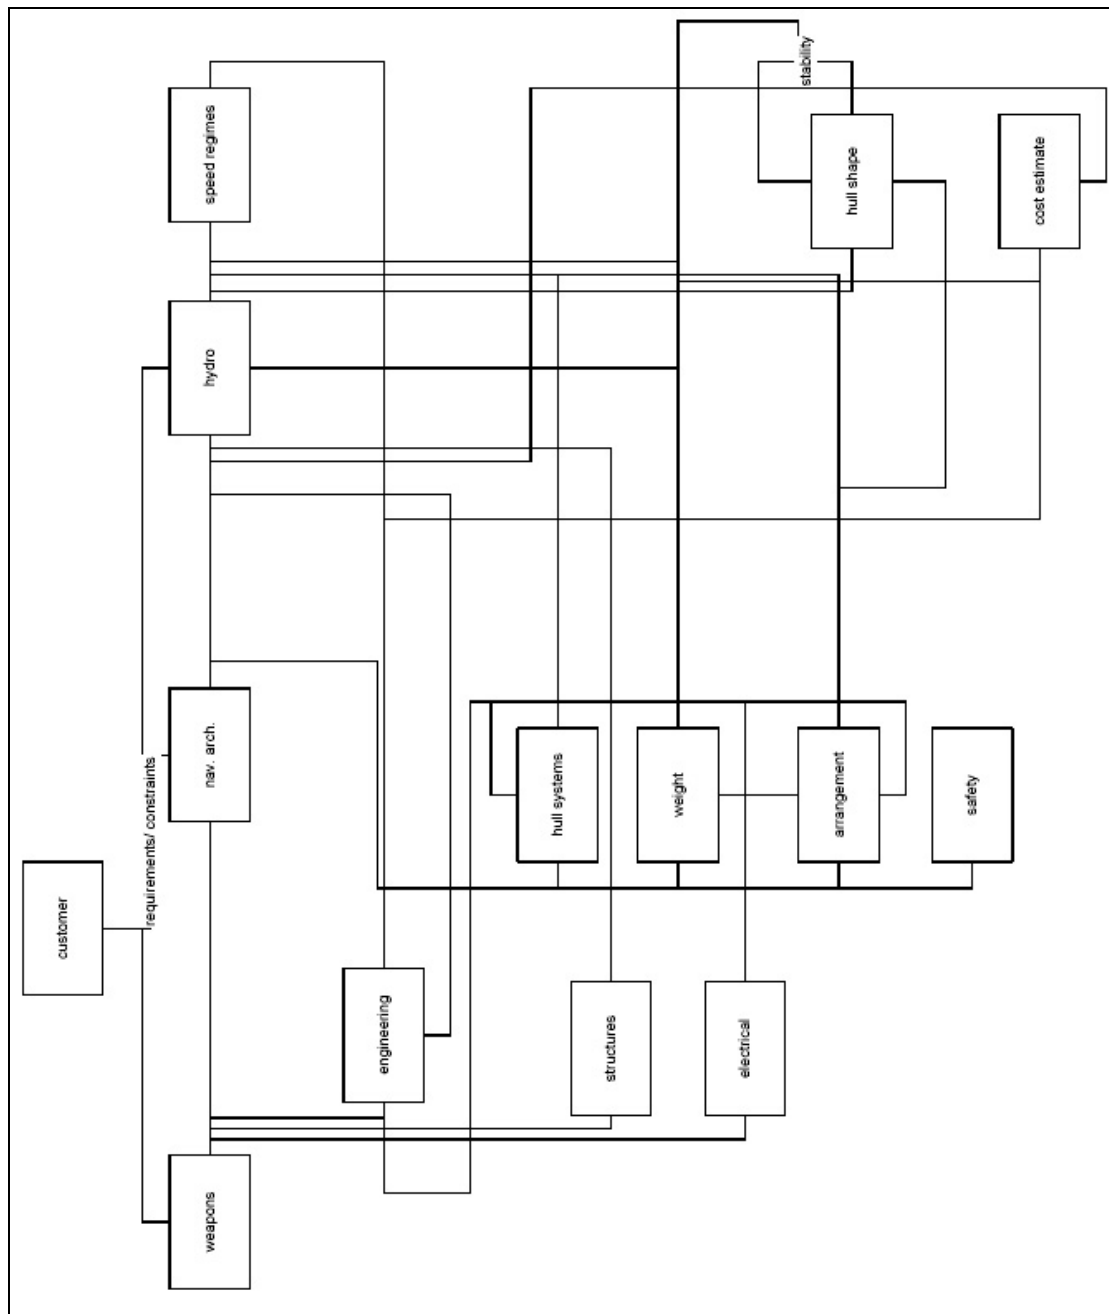 customer
requirements/ constraints
weapons
nav. arch.
hydro
speed regimes
engineering
hull systems
structures
weight
electrical
stability
arrangement
hull shape
safety
cost estimate